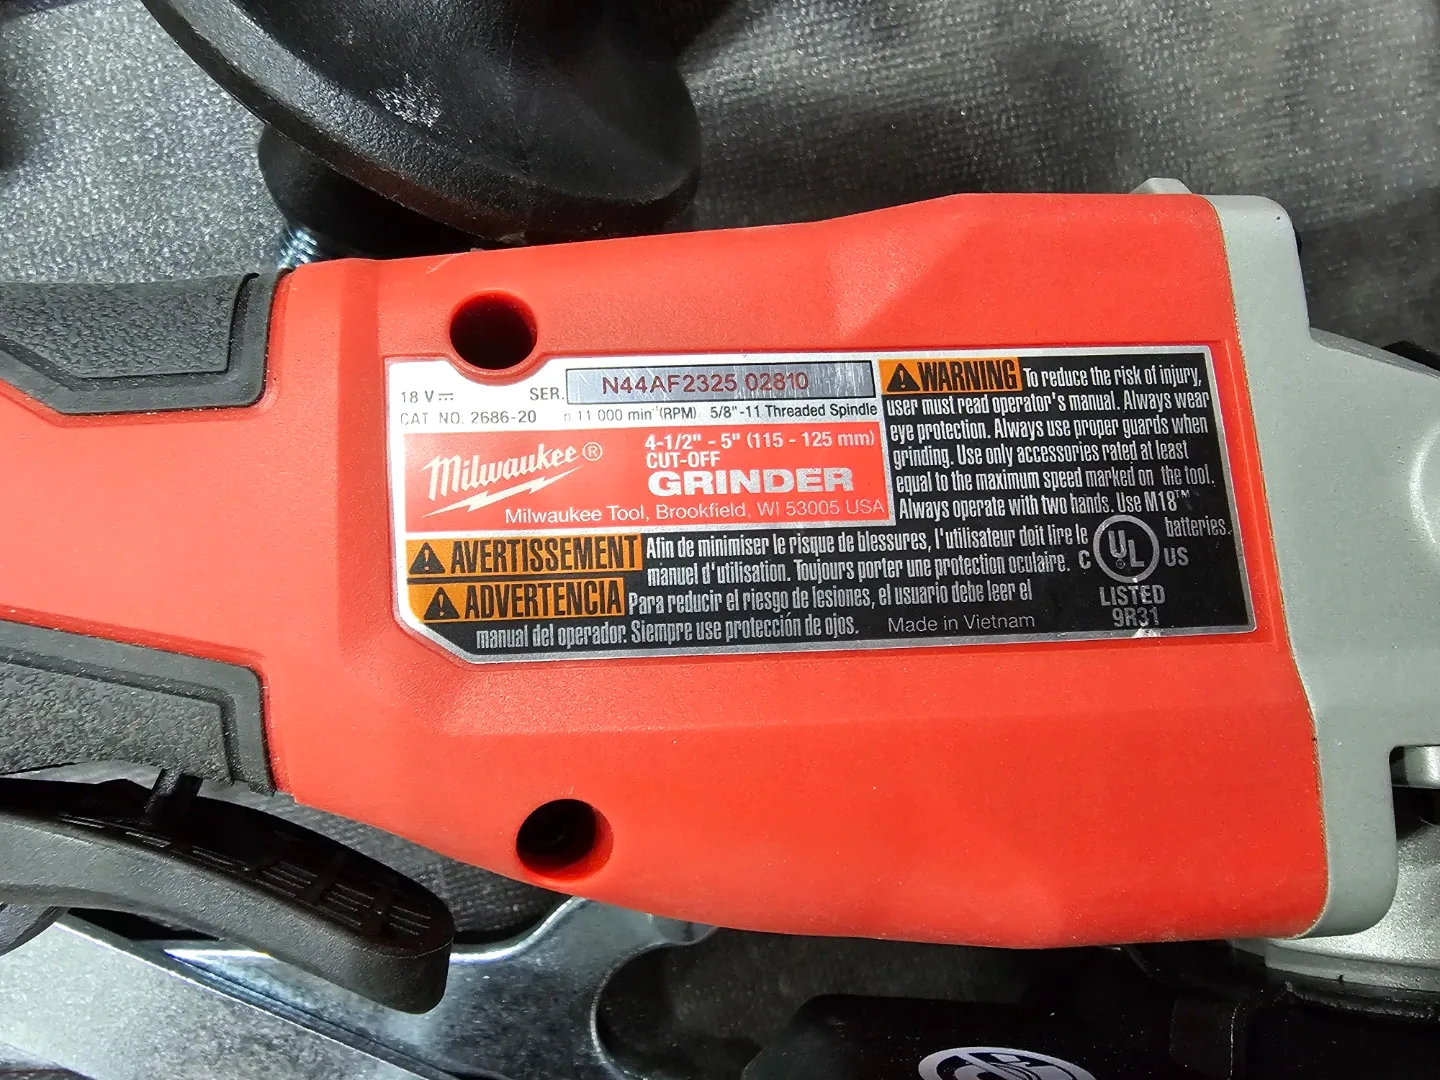 18 V⎓ SER. N44AF2325 02810
CAT NO. 2686-20 n 11 000 min⁻¹(RPM) 5/8"-11 Threaded Spindle
Milwaukee®
4-1/2" - 5" (115 - 125 mm)
CUT-OFF
GRINDER
Milwaukee Tool, Brookfield, WI 53005 USA
⚠WARNING To reduce the risk of injury,
user must read operator's manual. Always wear
eye protection. Always use proper guards when
grinding. Use only accessories rated at least
equal to the maximum speed marked on the tool.
Always operate with two hands. Use M18™
batteries.
⚠AVERTISSEMENT Afin de minimiser le risque de blessures, l'utilisateur doit lire le
manuel d'utilisation. Toujours porter une protection oculaire.
⚠ADVERTENCIA Para reducir el riesgo de lesiones, el usuario debe leer el
manual del operador. Siempre use protección de ojos.
Made in Vietnam
C UL® US
LISTED
9R31